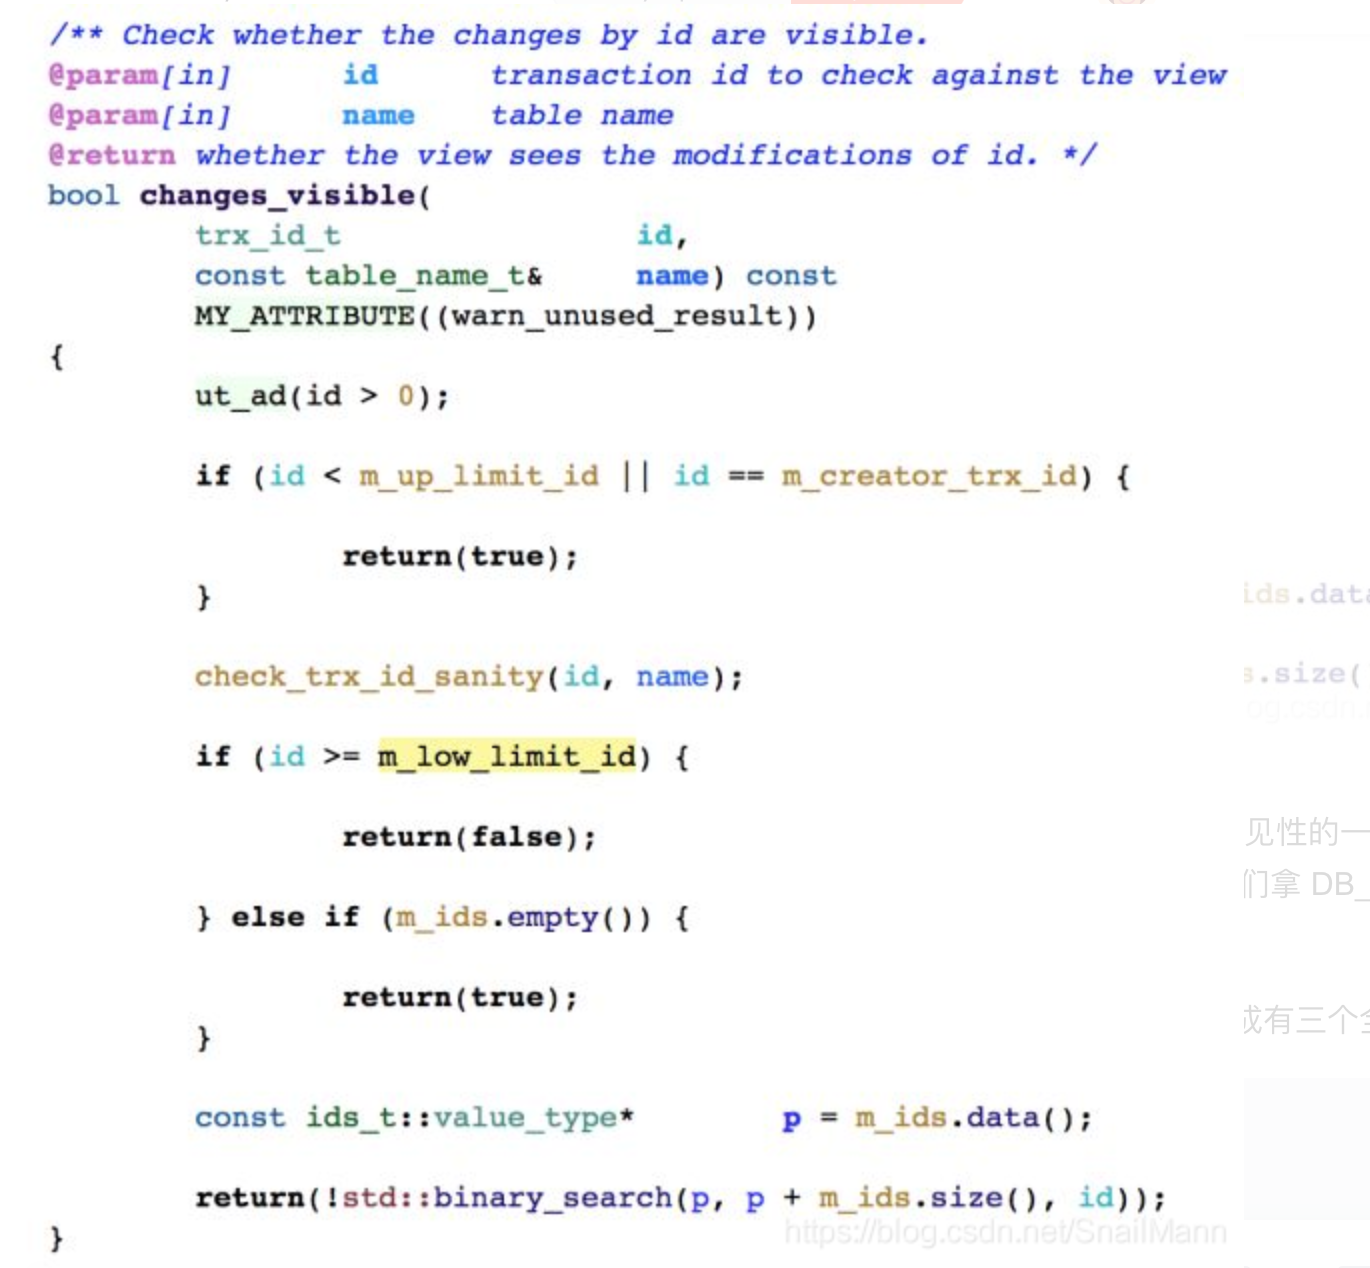 /** Check whether the changes by id are visible.
@param[in] id transaction id to check against the view
@param[in] name table name
@return whether the view sees the modifications of id. */
bool changes_visible(
trx_id_t id,
const table_name_t& name) const
MY_ATTRIBUTE((warn_unused_result))
{
ut_ad(id > 0);
if (id < m_up_limit_id || id == m_creator_trx_id) {
return(true);
}
ids.data
check_trx_id_sanity(id, name);
s.size(
og.csdn.
if (id >= m_low_limit_id) {
return(false);
见性的一
们拿 DB_
} else if (m_ids.empty()) {
return(true);
}
有三个
const ids_t::value_type* p = m_ids.data();
return(!std::binary_search(p, p + m_ids.size(), id));
https://blog.csdn.net/SnailMann
}